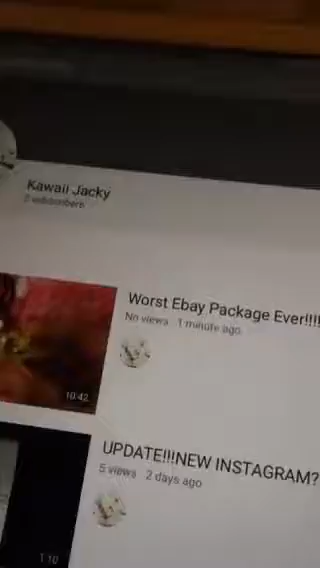 Kawaii Jacky
subscribers
Worst Ebay Package Ever!!!!
No views 1 minute ago
10:42
UPDATE!!!NEW INSTAGRAM?
5 views 2 days ago
1:10